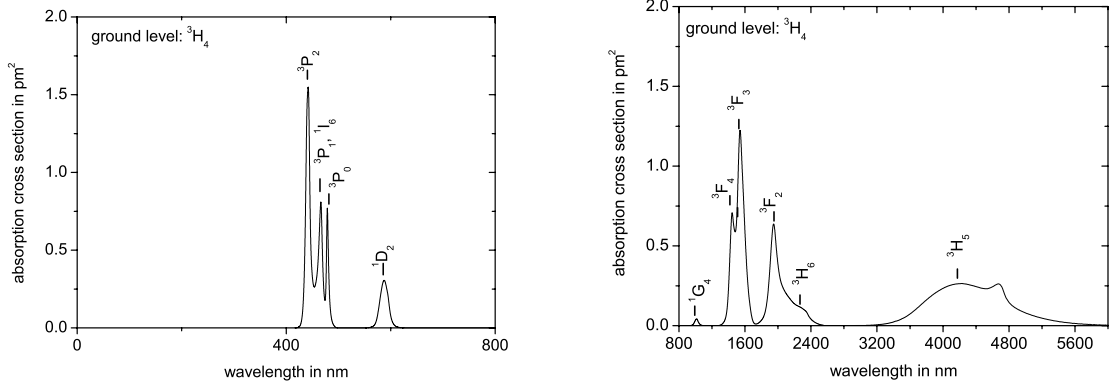 absorption cross section in pm²
2.0
1.5
1.0
0.5
0.0
ground level: ³H₄
³P₂
³P₁, ¹I₆
³P₀
¹D₂
0 400 800
wavelength in nm
absorption cross section in pm²
2.0
1.5
1.0
0.5
0.0
ground level: ³H₄
¹G₄
³F₄
³F₃
³F₂
³H₆
³H₅
800 1600 2400 3200 4000 4800 5600
wavelength in nm